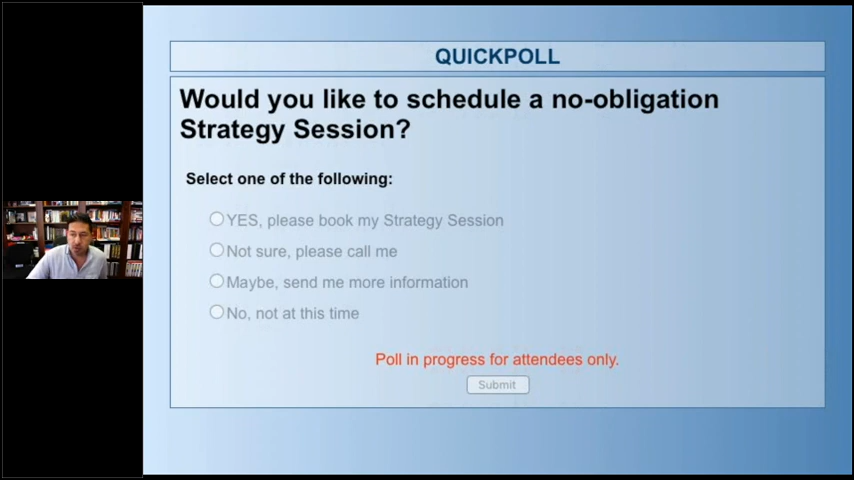 QUICKPOLL
Would you like to schedule a no-obligation
Strategy Session?
Select one of the following:
YES, please book my Strategy Session
Not sure, please call me
Maybe, send me more information
No, not at this time
Poll in progress for attendees only.
Submit